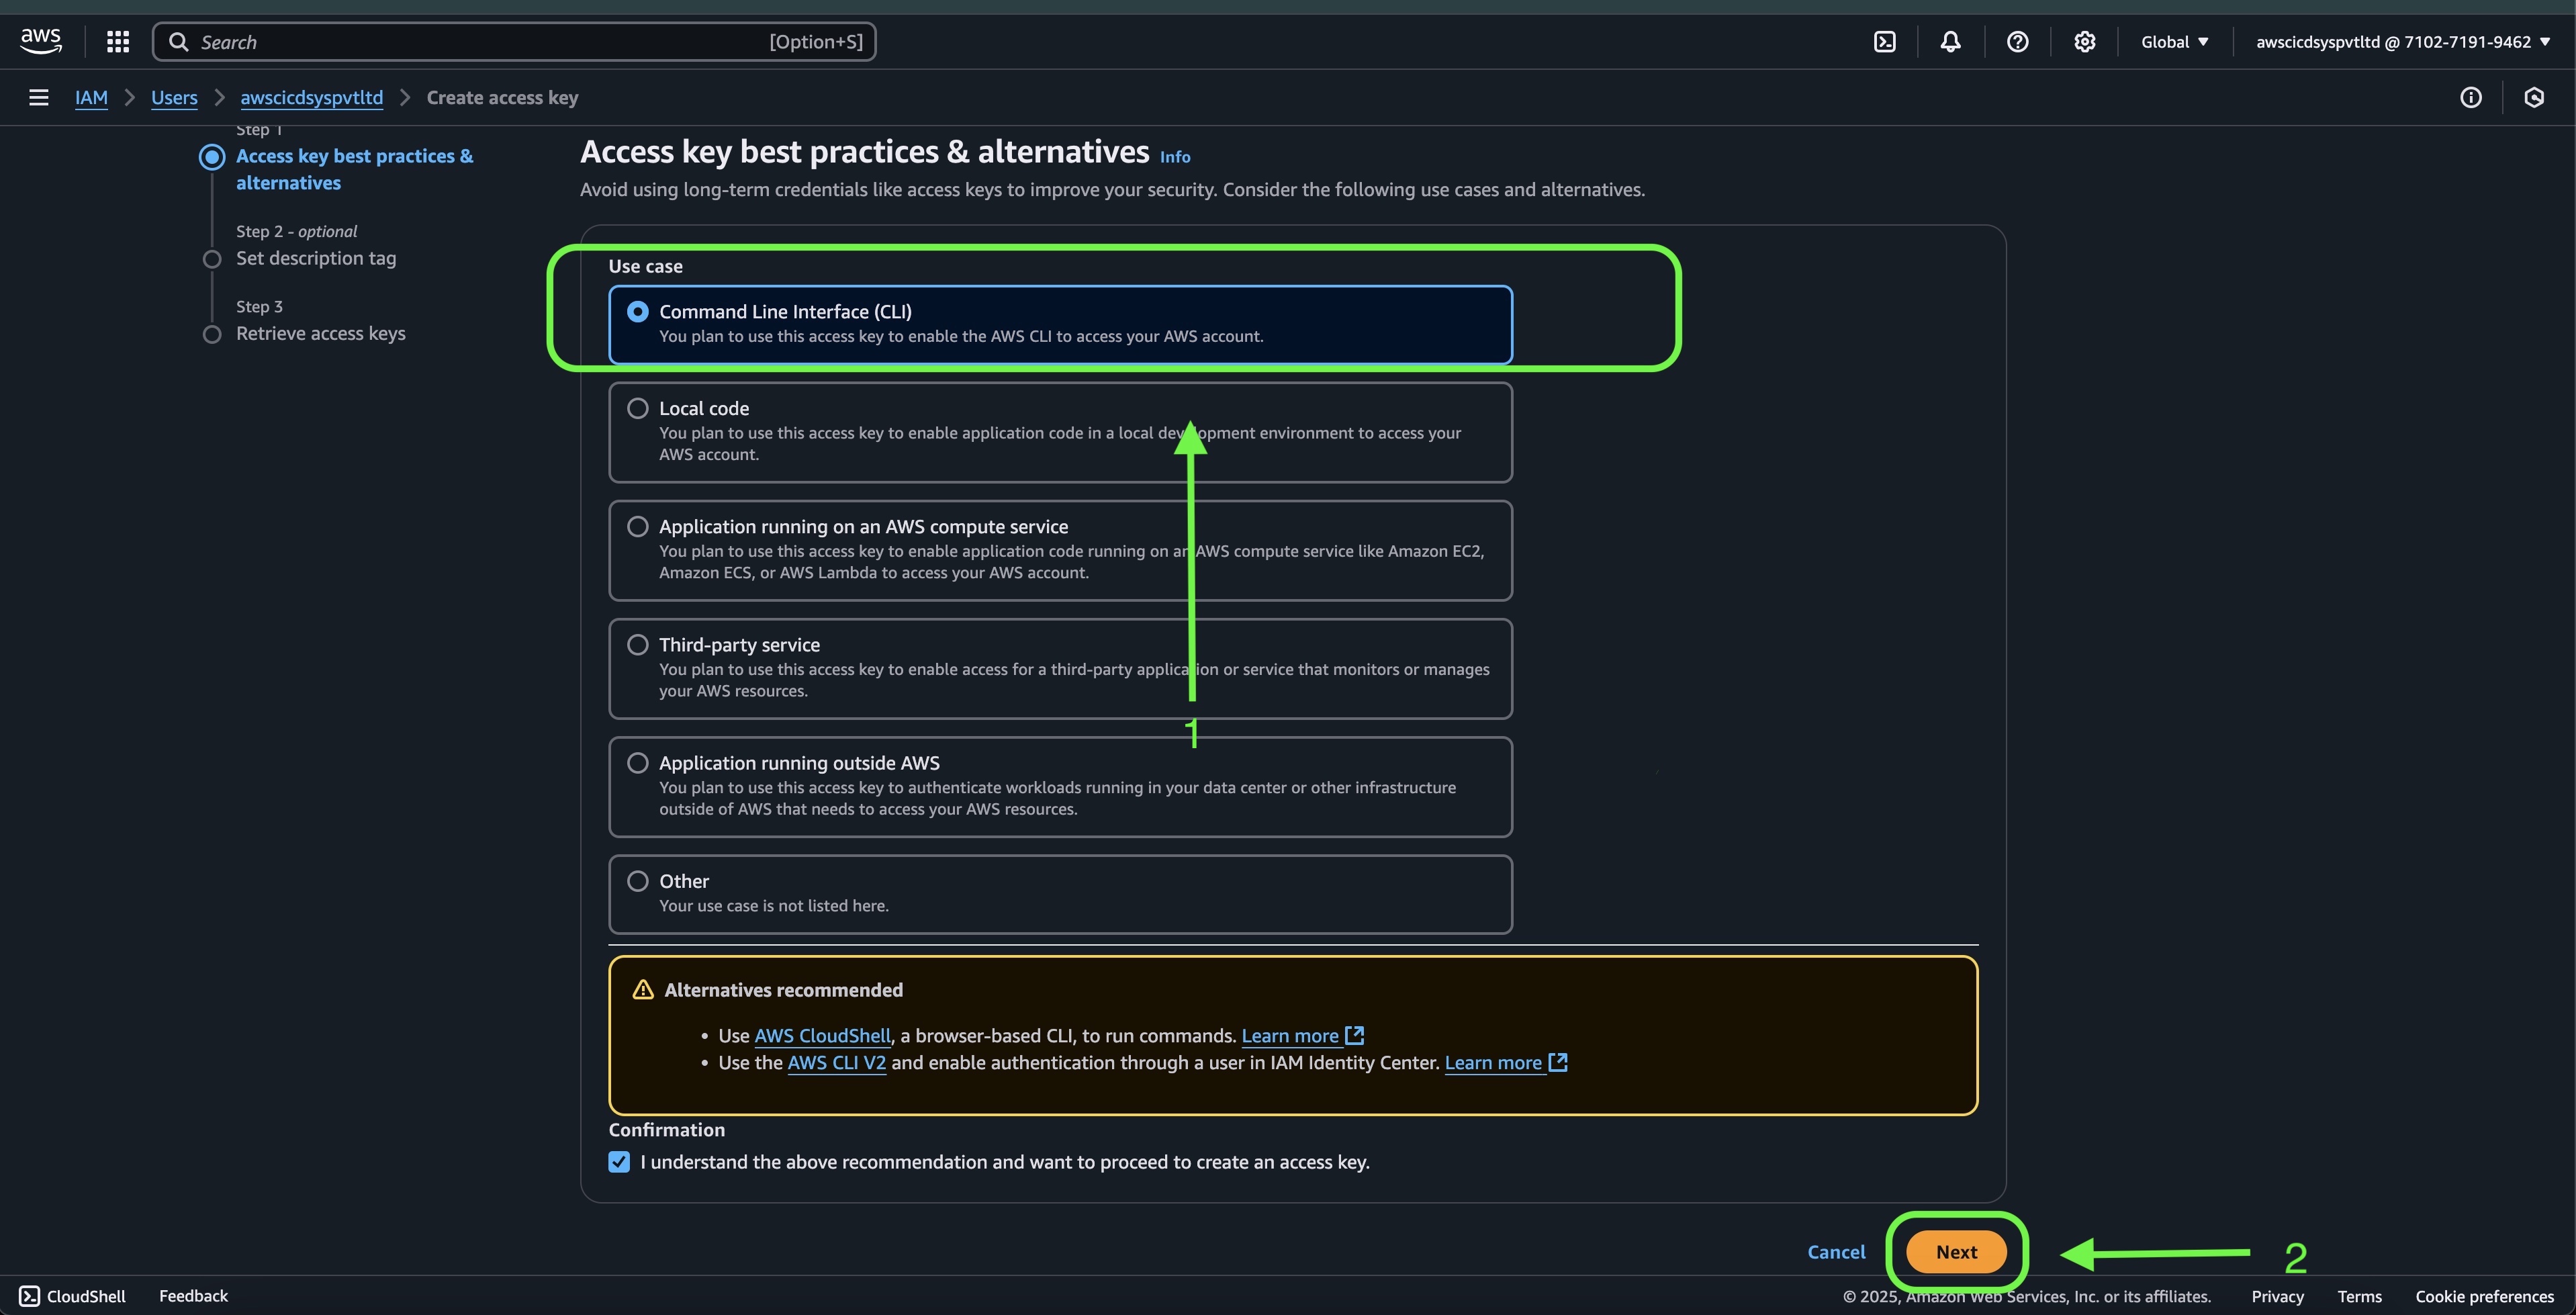 aws
Search
[Option+S]
Global
awscicdsyspvtltd @ 7102-7191-9462
IAM
Users
awscicdsyspvtltd
Create access key
Step 1
Access key best practices &
alternatives
Step 2 - optional
Set description tag
Step 3
Retrieve access keys
Access key best practices & alternatives Info
Avoid using long-term credentials like access keys to improve your security. Consider the following use cases and alternatives.
Use case
Command Line Interface (CLI)
You plan to use this access key to enable the AWS CLI to access your AWS account.
Local code
You plan to use this access key to enable application code in a local development environment to access your
AWS account.
Application running on an AWS compute service
You plan to use this access key to enable application code running on an AWS compute service like Amazon EC2,
Amazon ECS, or AWS Lambda to access your AWS account.
Third-party service
You plan to use this access key to enable access for a third-party application or service that monitors or manages
your AWS resources.
1
Application running outside AWS
You plan to use this access key to authenticate workloads running in your data center or other infrastructure
outside of AWS that needs to access your AWS resources.
Other
Your use case is not listed here.
Alternatives recommended
• Use AWS CloudShell, a browser-based CLI, to run commands. Learn more
• Use the AWS CLI V2 and enable authentication through a user in IAM Identity Center. Learn more
Confirmation
I understand the above recommendation and want to proceed to create an access key.
Cancel
Next
2
CloudShell
Feedback
© 2025, Amazon Web Services, Inc. or its affiliates.
Privacy
Terms
Cookie preferences